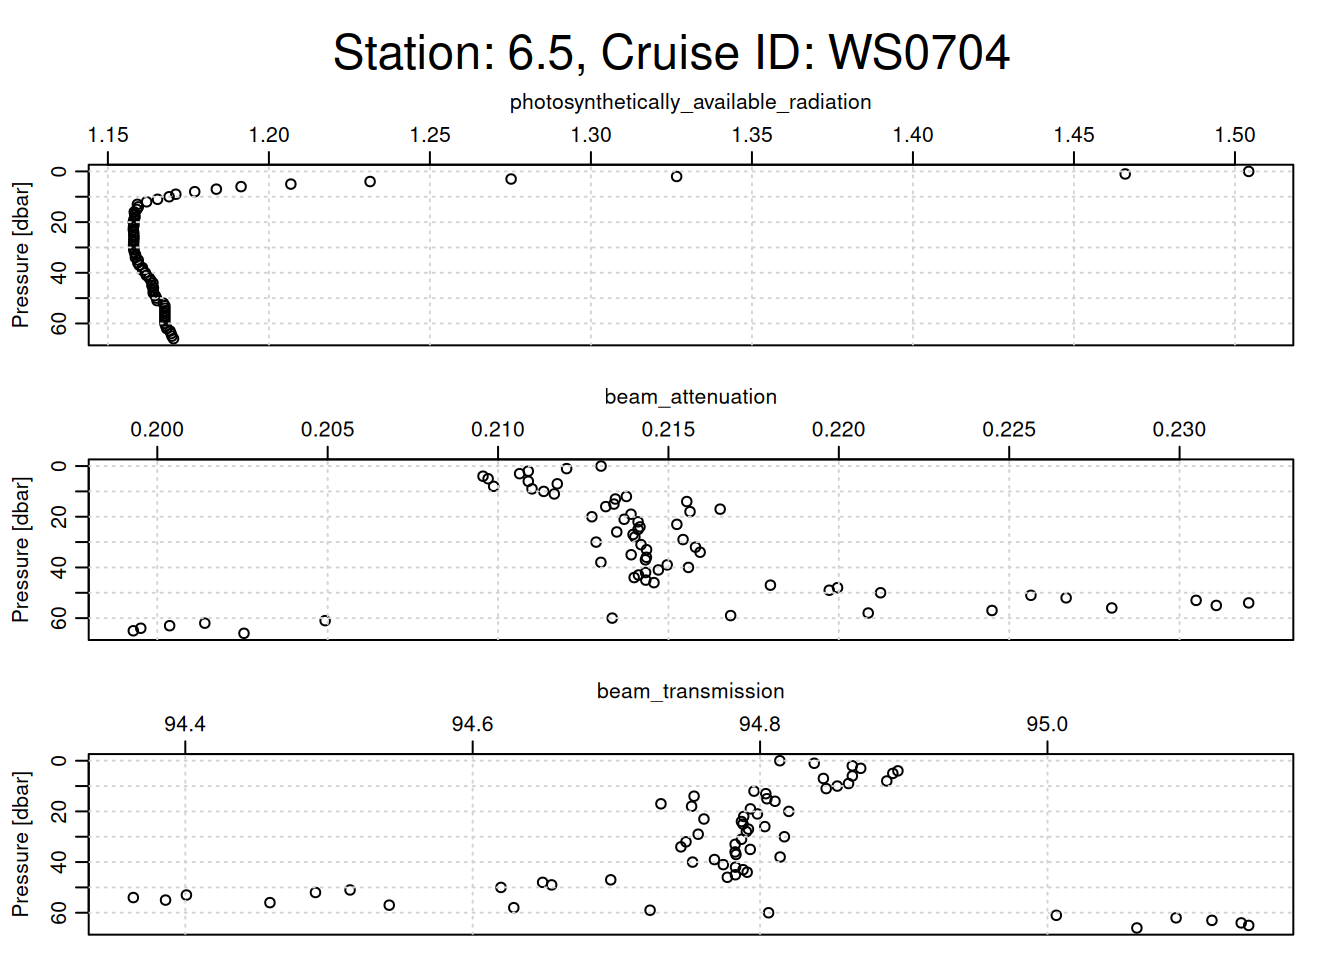 Station: 6.5, Cruise ID: WS0704
photosynthetically_available_radiation
1.15 1.20 1.25 1.30 1.35 1.40 1.45 1.50
Pressure [dbar]
0
20
40
60
beam_attenuation
0.200 0.205 0.210 0.215 0.220 0.225 0.230
Pressure [dbar]
0
20
40
60
beam_transmission
94.4 94.6 94.8 95.0
Pressure [dbar]
0
20
40
60